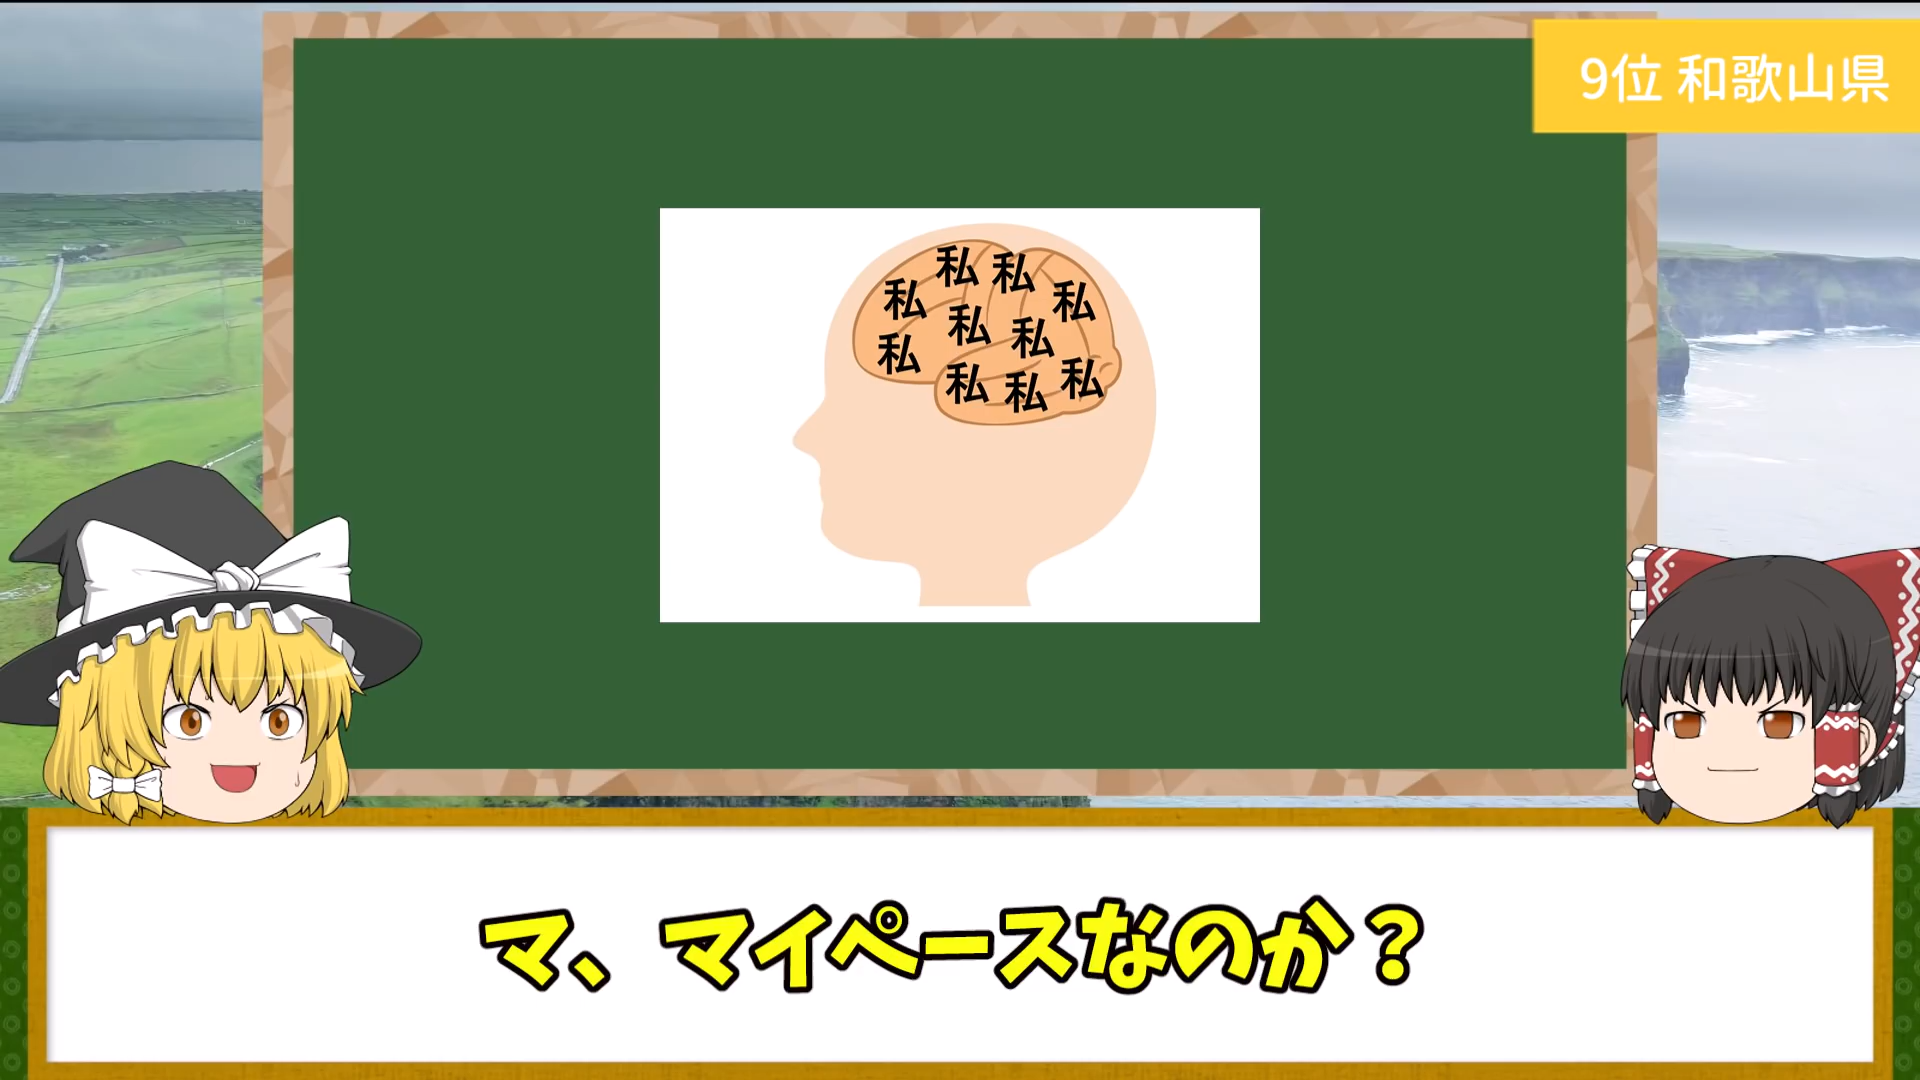 9位 和歌山県
私 私
私 私
私 私
私
私 私 私
マ、マイペースなのか？